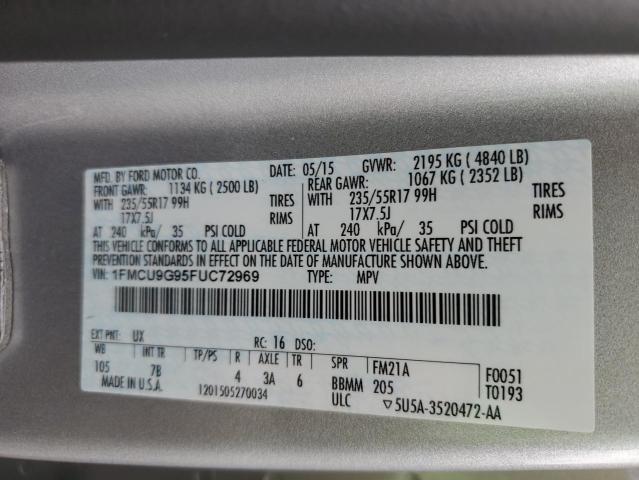 MFD. BY FORD MOTOR CO. DATE: 05/15 GVWR: 2195 KG ( 4840 LB)
FRONT GAWR: 1134 KG ( 2500 LB) REAR GAWR: 1067 KG ( 2352 LB)
WITH 235/55R17 99H TIRES WITH 235/55R17 99H TIRES
17X7.5J RIMS 17X7.5J RIMS
AT 240 kPa/ 35 PSI COLD AT 240 kPa/ 35 PSI COLD
THIS VEHICLE CONFORMS TO ALL APPLICABLE FEDERAL MOTOR VEHICLE SAFETY AND THEFT
PREVENTION STANDARDS IN EFFECT ON THE DATE OF MANUFACTURE SHOWN ABOVE.
VIN: 1FMCU9G95FUC72969 TYPE: MPV
EXT PNT: UX RC: 16 DSO:
WB INT TR TP/PS R AXLE TR SPR FM21A F0051
105 7B 4 3A 6 BBMM 205 T0193
MADE IN U.S.A. 1201505270034 ULC 5U5A-3520472-AA